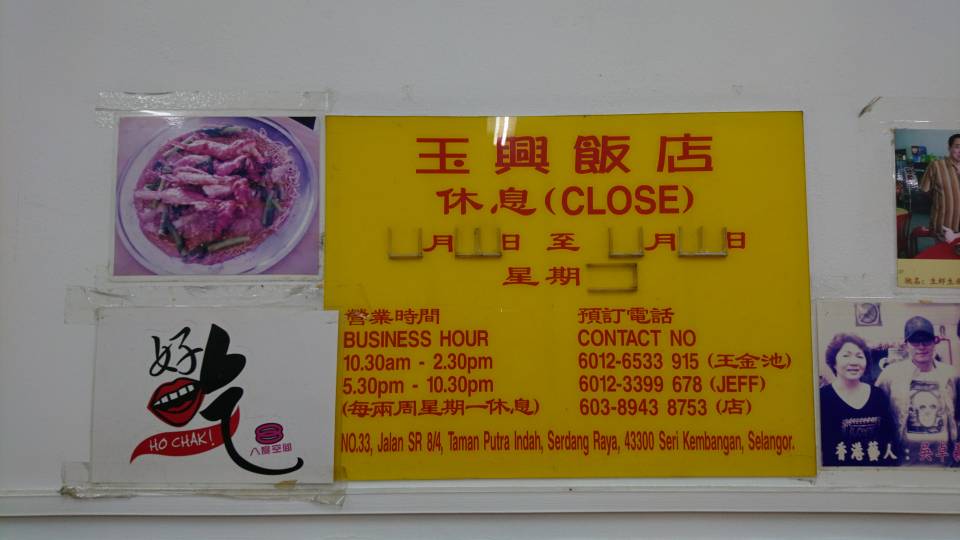 玉興飯店
休息(CLOSE)
月 日 至 月 日
星期
營業時間
BUSINESS HOUR
10.30am - 2.30pm
5.30pm - 10.30pm
(每兩周星期一休息)
預訂電話
CONTACT NO
6012-6533 915 (王金池)
6012-3399 678 (JEFF)
603-8943 8753 (店)
NO.33, Jalan SR 8/4, Taman Putra Indah, Serdang Raya, 43300 Seri Kembangan, Selangor.
好吃
HO CHAK!
八度空間
香港藝人: